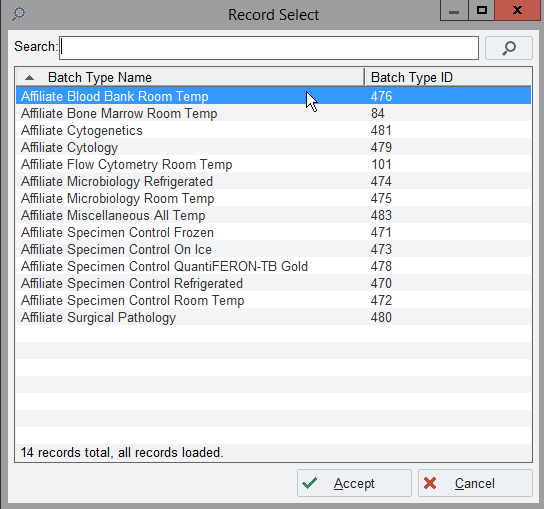 Record Select
Search:
Batch Type Name Batch Type ID
Affiliate Blood Bank Room Temp 476
Affiliate Bone Marrow Room Temp 84
Affiliate Cytogenetics 481
Affiliate Cytology 479
Affiliate Flow Cytometry Room Temp 101
Affiliate Microbiology Refrigerated 474
Affiliate Microbiology Room Temp 475
Affiliate Miscellaneous All Temp 483
Affiliate Specimen Control Frozen 471
Affiliate Specimen Control On Ice 473
Affiliate Specimen Control QuantiFERON-TB Gold 478
Affiliate Specimen Control Refrigerated 470
Affiliate Specimen Control Room Temp 472
Affiliate Surgical Pathology 480
14 records total, all records loaded.
Accept Cancel